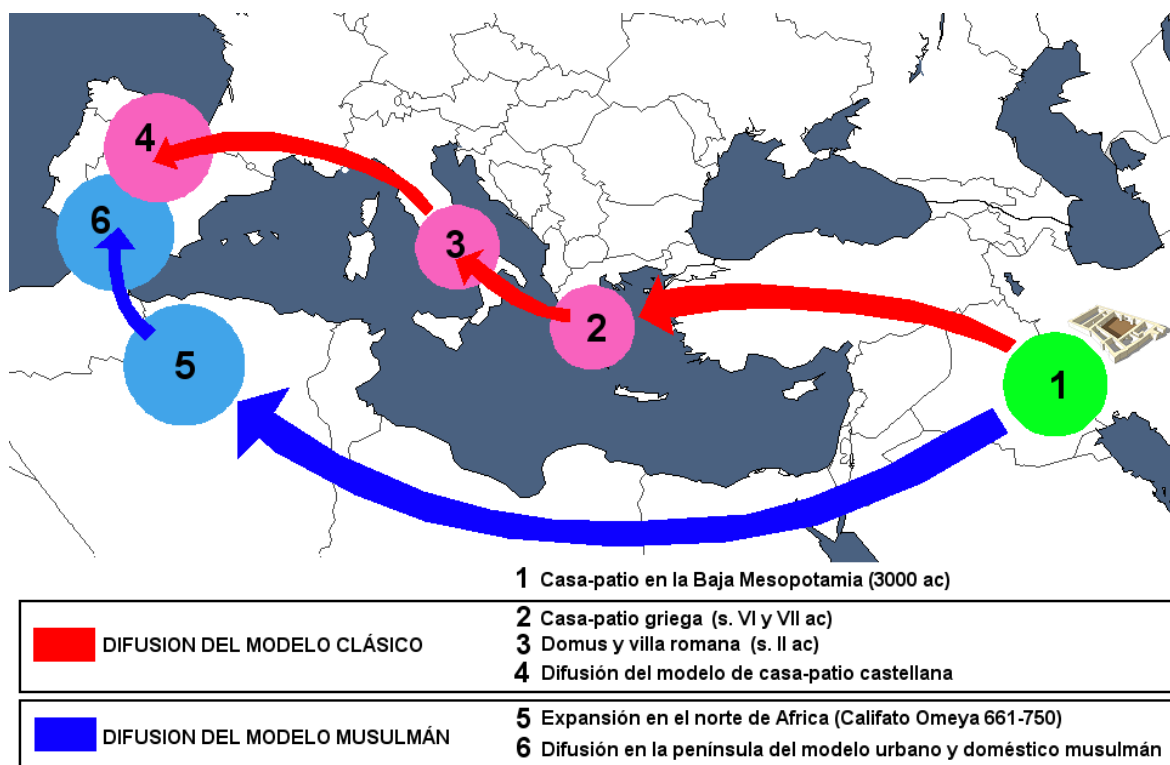 4
6
3
2
5
1
1 Casa-patio en la Baja Mesopotamia (3000 ac)
DIFUSION DEL MODELO CLÁSICO
2 Casa-patio griega (s. VI y VII ac)
3 Domus y villa romana (s. II ac)
4 Difusión del modelo de casa-patio castellana
DIFUSION DEL MODELO MUSULMÁN
5 Expansión en el norte de Africa (Califato Omeya 661-750)
6 Difusión en la península del modelo urbano y doméstico musulmán